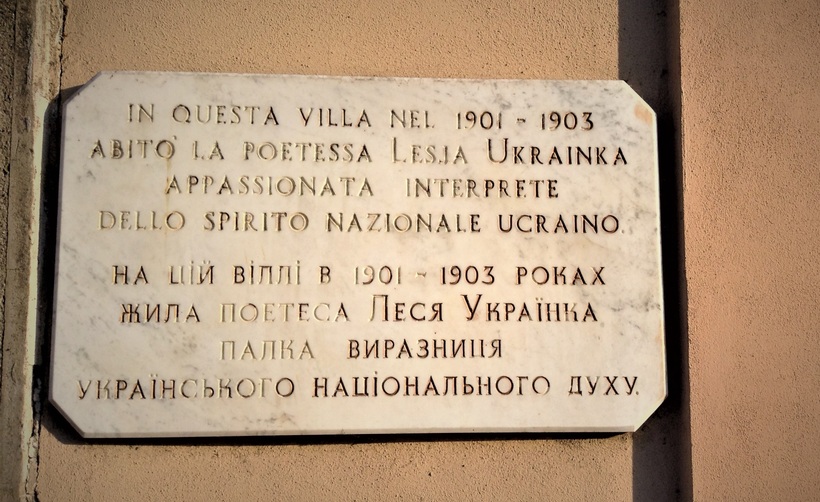 IN QUESTA VILLA NEL 1901 - 1903
ABITO' LA POETESSA LESJA UKRAINKA
APPASSIONATA INTERPRETE
DELLO SPIRITO NAZIONALE UCRAINO.
НА ЦІЙ ВІЛЛІ В 1901 - 1903 РОКАХ
ЖИЛА ПОЕТЕСА ЛЕСЯ УКРАЇНКА
ПАЛКА ВИРАЗНИЦЯ
УКРАЇНСЬКОГО НАЦІОНАЛЬНОГО ДУХУ.